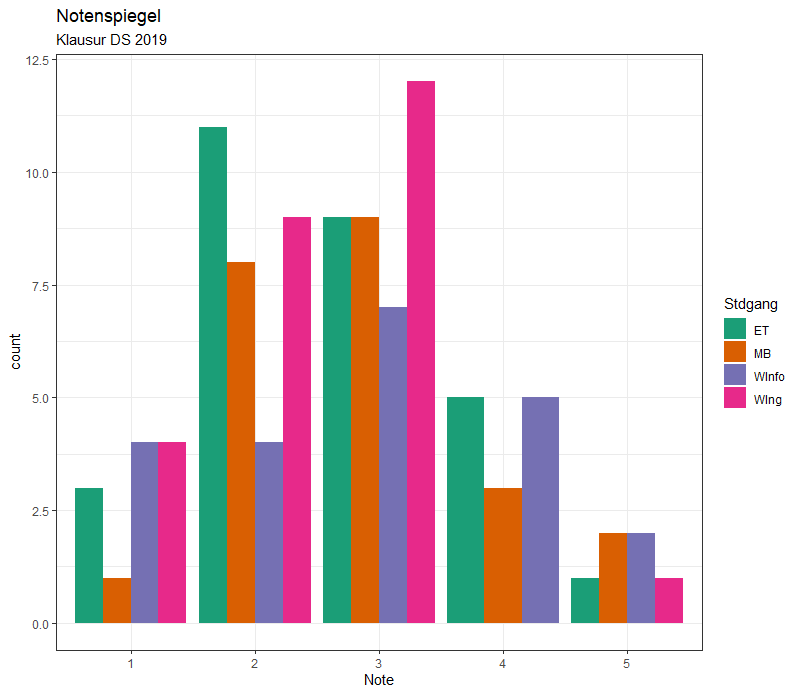 Notenspiegel
Klausur DS 2019
12.5
10.0
7.5
5.0
2.5
0.0
count
1 2 3 4 5
Note
Stdgang
ET
MB
WInfo
WIng